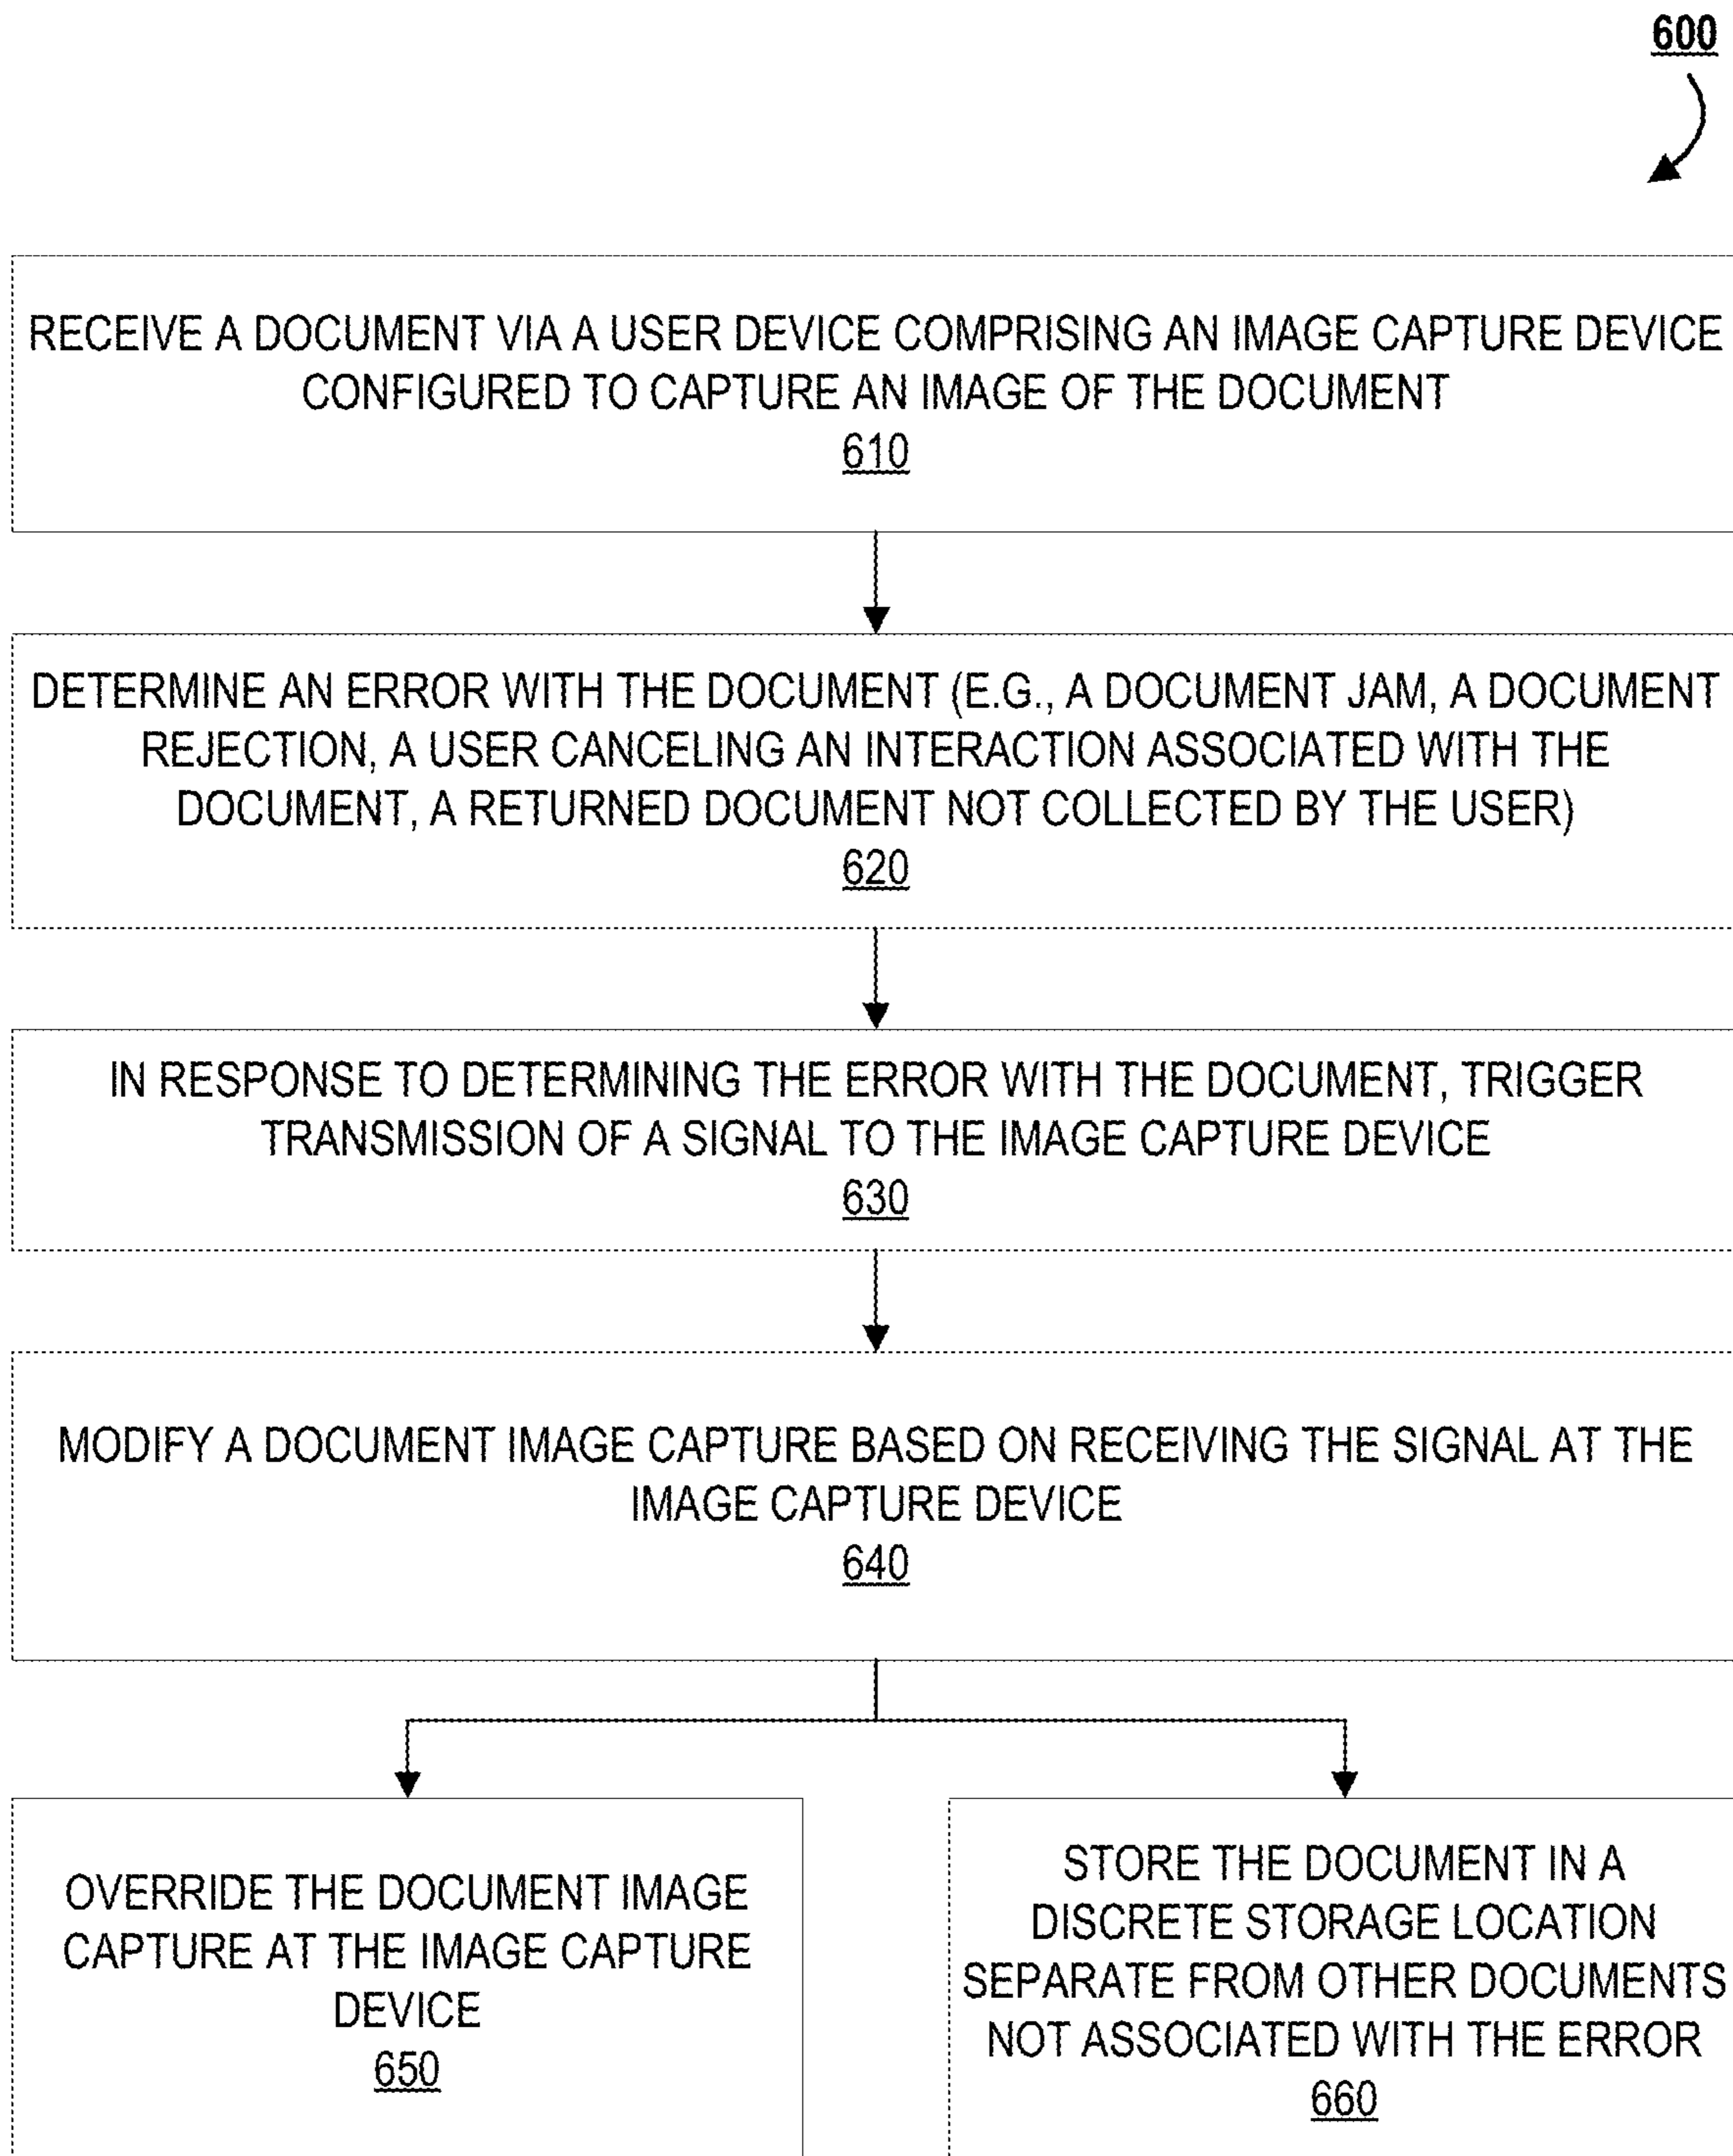 600
RECEIVE A DOCUMENT VIA A USER DEVICE COMPRISING AN IMAGE CAPTURE DEVICE
CONFIGURED TO CAPTURE AN IMAGE OF THE DOCUMENT
610
DETERMINE AN ERROR WITH THE DOCUMENT (E.G., A DOCUMENT JAM, A DOCUMENT
REJECTION, A USER CANCELING AN INTERACTION ASSOCIATED WITH THE
DOCUMENT, A RETURNED DOCUMENT NOT COLLECTED BY THE USER)
620
IN RESPONSE TO DETERMINING THE ERROR WITH THE DOCUMENT, TRIGGER
TRANSMISSION OF A SIGNAL TO THE IMAGE CAPTURE DEVICE
630
MODIFY A DOCUMENT IMAGE CAPTURE BASED ON RECEIVING THE SIGNAL AT THE
IMAGE CAPTURE DEVICE
640
OVERRIDE THE DOCUMENT IMAGE
CAPTURE AT THE IMAGE CAPTURE
DEVICE
650
STORE THE DOCUMENT IN A
DISCRETE STORAGE LOCATION
SEPARATE FROM OTHER DOCUMENTS
NOT ASSOCIATED WITH THE ERROR
660